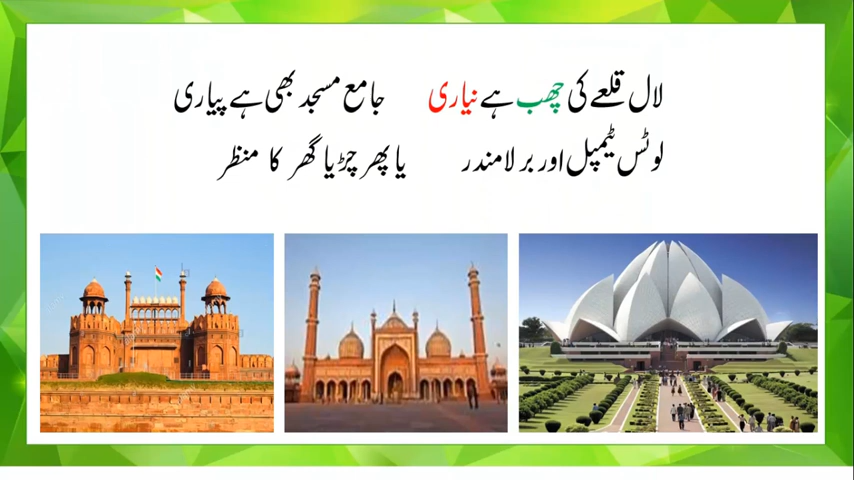 لال قلعے کی چھب ہے نیاری جامع مسجد بھی ہے پیاری
لوٹس ٹیمپل اور برلا مندر یا پھر چڑیا گھر کا منظر